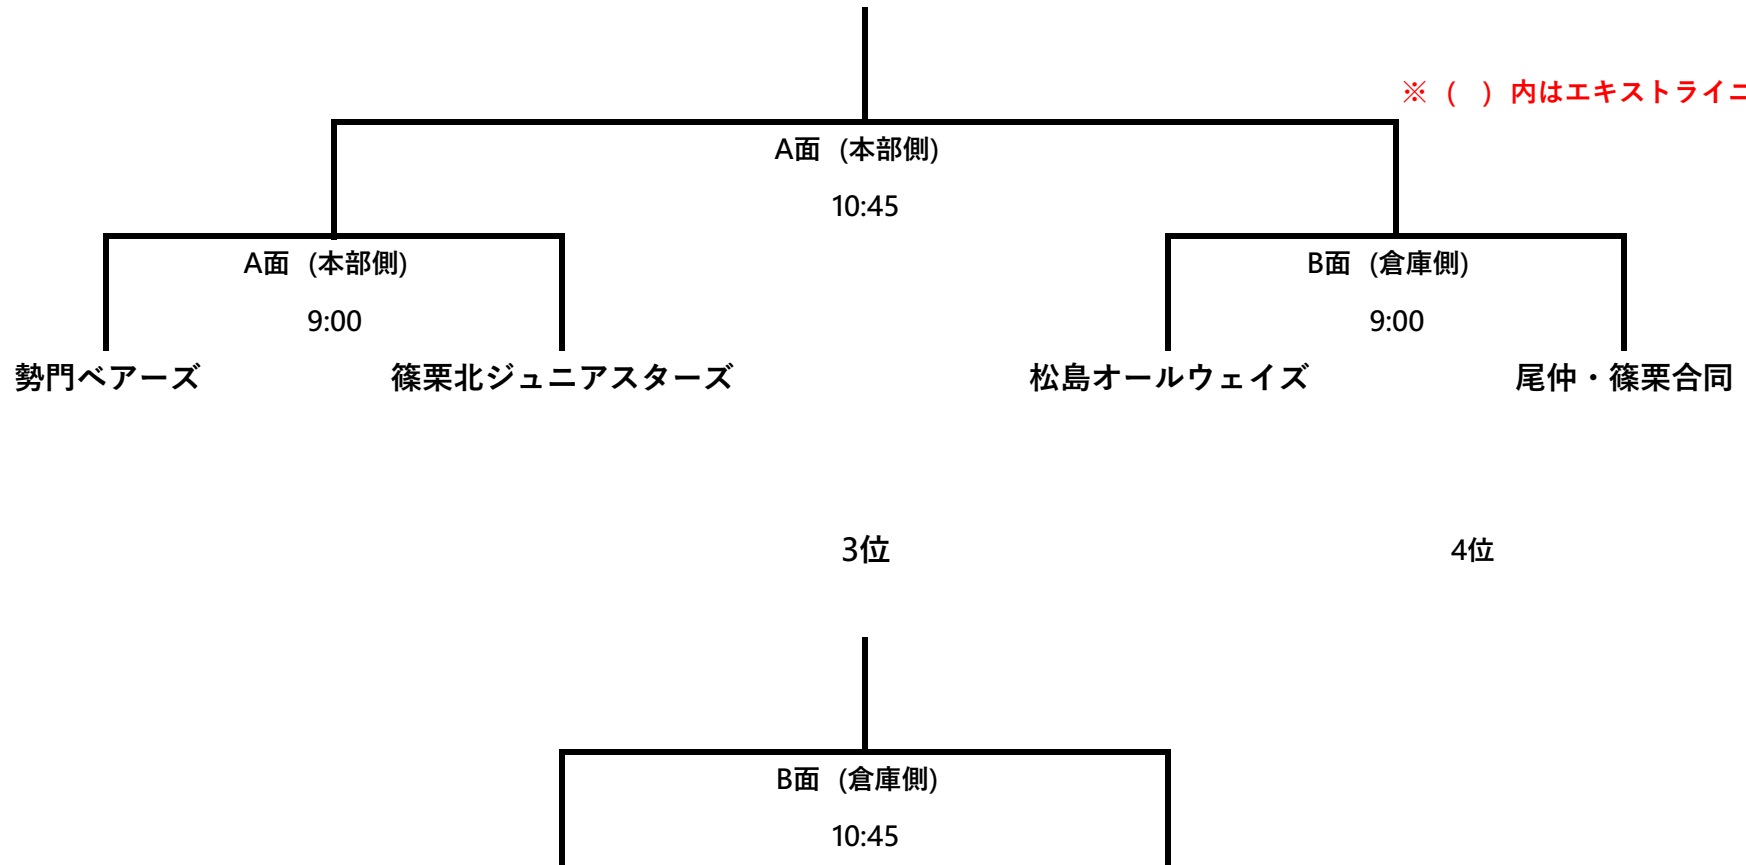 ※（　）内はエキストライニ
A面（本部側）
10:45
A面（本部側）
B面（倉庫側）
9:00
9:00
勢門ベアーズ
篠栗北ジュニアスターズ
松島オールウェイズ
尾仲・篠栗合同
3位
4位
B面（倉庫側）
10:45